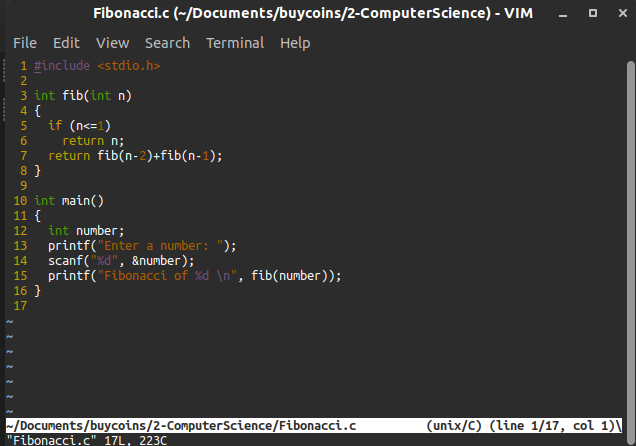 Fibonacci.c (~/Documents/buycoins/2-ComputerScience) - VIM
File Edit View Search Terminal Help
1 #include <stdio.h>
2
3 int fib(int n)
4 {
5   if (n<=1)
6     return n;
7   return fib(n-2)+fib(n-1);
8 }
9
10 int main()
11 {
12   int number;
13   printf("Enter a number: ");
14   scanf("%d", &number);
15   printf("Fibonacci of %d \n", fib(number));
16 }
17
~
~
~
~
~
~
~
~/Documents/buycoins/2-ComputerScience/Fibonacci.c (unix/C) (line 1/17, col 1)\
"Fibonacci.c" 17L, 223C